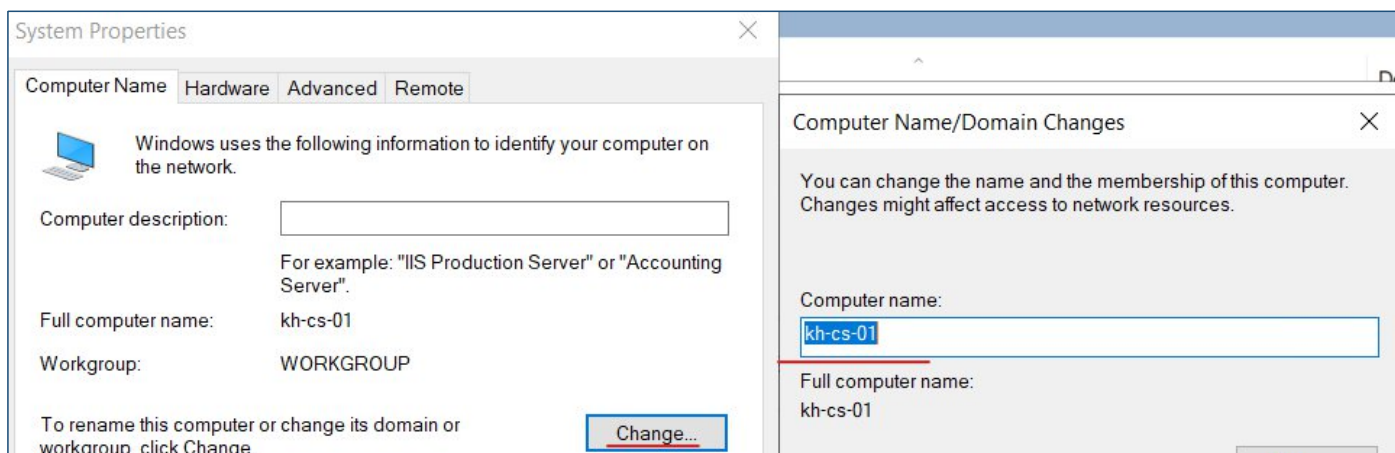 System Properties
Computer Name Hardware Advanced Remote
Windows uses the following information to identify your computer on
the network.
Computer description:
For example: "IIS Production Server" or "Accounting
Server".
Full computer name: kh-cs-01
Workgroup: WORKGROUP
To rename this computer or change its domain or
workgroup, click Change
Change...
Computer Name/Domain Changes
You can change the name and the membership of this computer.
Changes might affect access to network resources.
Computer name:
kh-cs-01
Full computer name:
kh-cs-01